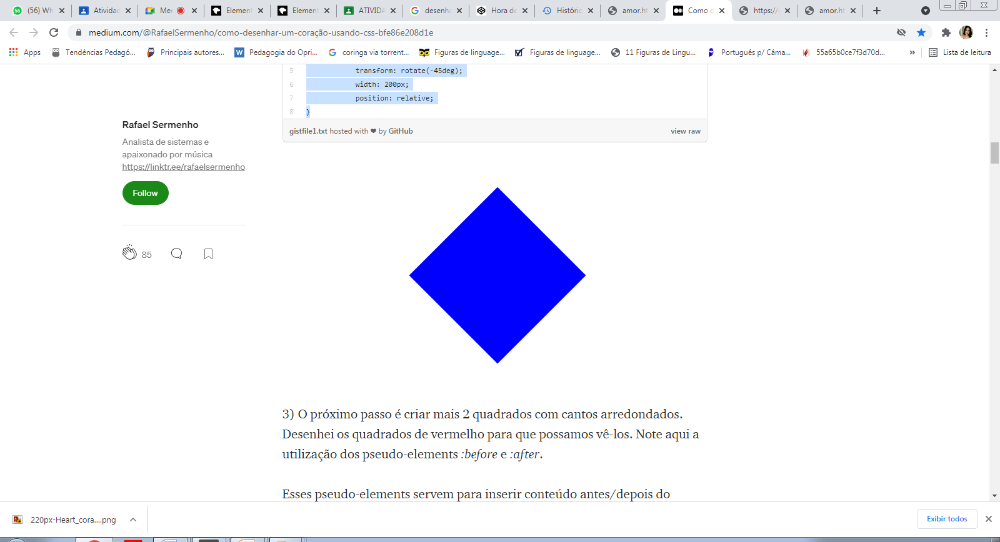 (56) Wh
Atividad
Mee
Element
Element
ATIVIDA
desenha
Hora de
Históric
amor.ht
Como d
https://
amor.ht
medium.com/@RafaelSermenho/como-desenhar-um-coração-usando-css-bfe86e208d1e
Apps
Tendências Pedagó...
Principais autores...
Pedagogia do Opri...
coringa via torrent...
Figuras de linguage...
Figuras de linguage...
11 Figuras de Lingu...
Português p/ Câma...
55a65b0ce7f3d70d...
»
Lista de leitura
5 transform: rotate(-45deg);
6 width: 200px;
7 position: relative;
8 }
gistfile1.txt hosted with ❤ by GitHub
view raw
Rafael Sermenho
Analista de sistemas e
apaixonado por música
https://linktr.ee/rafaelsermenho
Follow
85
3) O próximo passo é criar mais 2 quadrados com cantos arredondados.
Desenhei os quadrados de vermelho para que possamos vê-los. Note aqui a
utilização dos pseudo-elements :before e :after.
Esses pseudo-elements servem para inserir conteúdo antes/depois do
220px-Heart_cora....png
Exibir todos